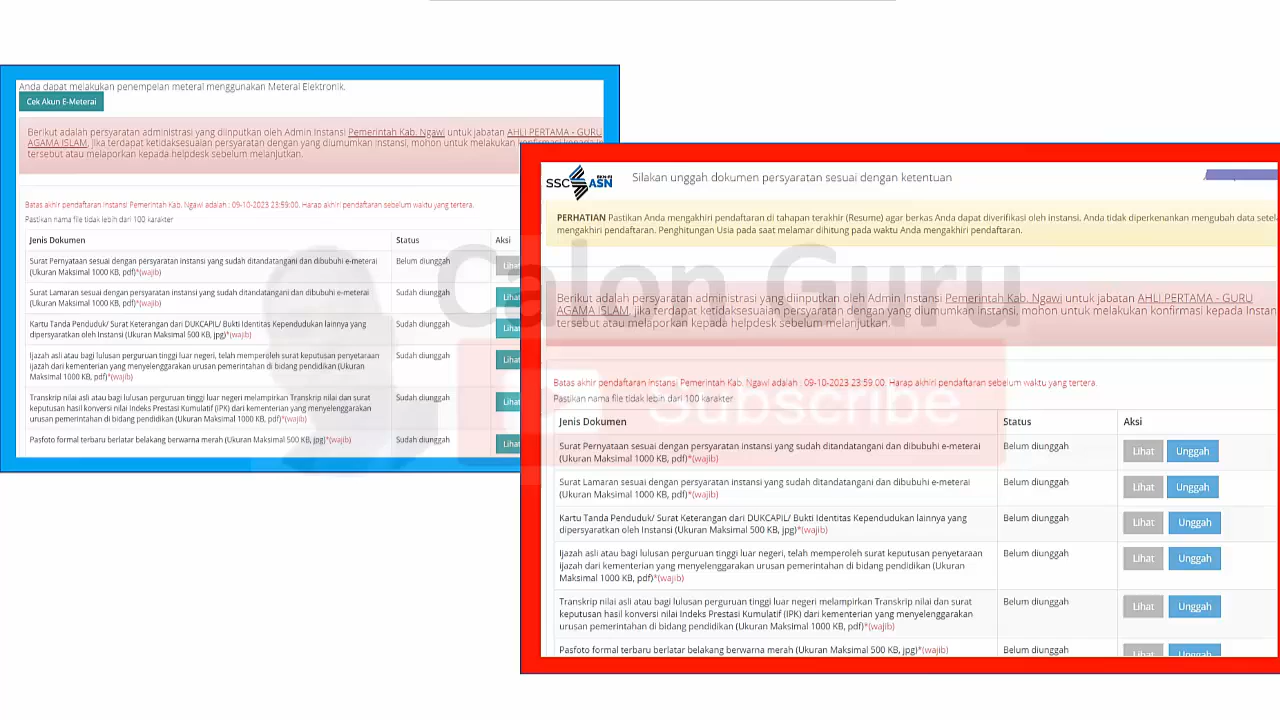 Anda dapat melakukan penempelan meterai menggunakan Meterai Elektronik.
Cek Akun E-Meterai
Berikut adalah persyaratan administrasi yang diinputkan oleh Admin Instansi Pemerintah Kab. Ngawi untuk jabatan AHLI PERTAMA - GURU
AGAMA ISLAM. Jika terdapat ketidaksesuaian persyaratan dengan yang diumumkan Instansi, mohon untuk melakukan konfirmasi kepada
tersebut atau melaporkan kepada helpdesk sebelum melanjutkan.
Batas akhir pendaftaran Instansi Pemerintah Kab. Ngawi adalah : 09-10-2023 23:59:00. Harap akhiri pendaftaran sebelum waktu yang tertera.
Pastikan nama file tidak lebih dari 100 karakter
Jenis Dokumen Status Aksi
Surat Pernyataan sesuai dengan persyaratan instansi yang sudah ditandatangani dan dibubuhi e-meterai Belum diunggah Lihat
(Ukuran Maksimal 1000 KB, pdf)*(wajib)
Surat Lamaran sesuai dengan persyaratan instansi yang sudah ditandatangani dan dibubuhi e-meterai Sudah diunggah Lihat
(Ukuran Maksimal 1000 KB, pdf)*(wajib)
Kartu Tanda Penduduk/ Surat Keterangan dari DUKCAPIL/ Bukti Identitas Kependudukan lainnya yang Sudah diunggah Lihat
dipersyaratkan oleh Instansi (Ukuran Maksimal 500 KB, jpg)*(wajib)
Ijazah asli atau bagi lulusan perguruan tinggi luar negeri, telah memperoleh surat keputusan penyetaraan Sudah diunggah Lihat
ijazah dari kementerian yang menyelenggarakan urusan pemerintahan di bidang pendidikan (Ukuran
Maksimal 1000 KB, pdf)*(wajib)
Transkrip nilai asli atau bagi lulusan perguruan tinggi luar negeri melampirkan Transkrip nilai dan surat Sudah diunggah Lihat
keputusan hasil konversi nilai Indeks Prestasi Kumulatif (IPK) dari kementerian yang menyelenggarakan
urusan pemerintahan di bidang pendidikan (Ukuran Maksimal 1000 KB, pdf)*(wajib)
Pasfoto formal terbaru berlatar belakang berwarna merah (Ukuran Maksimal 500 KB, jpg)*(wajib) Sudah diunggah Lihat
SSC ASN
Silakan unggah dokumen persyaratan sesuai dengan ketentuan
PERHATIAN Pastikan Anda mengakhiri pendaftaran di tahapan terakhir (Resume) agar berkas Anda dapat diverifikasi oleh instansi. Anda tidak diperkenankan mengubah data
mengakhiri pendaftaran. Penghitungan Usia pada saat melamar dihitung pada waktu Anda mengakhiri pendaftaran.
Calon Guru
Berikut adalah persyaratan administrasi yang diinputkan oleh Admin Instansi Pemerintah Kab. Ngawi untuk jabatan AHLI PERTAMA - GURU
AGAMA ISLAM. Jika terdapat ketidaksesuaian persyaratan dengan yang diumumkan Instansi, mohon untuk melakukan konfirmasi kepada
tersebut atau melaporkan kepada helpdesk sebelum melanjutkan.
Batas akhir pendaftaran Instansi Pemerintah Kab. Ngawi adalah : 09-10-2023 23:59:00. Harap akhiri pendaftaran sebelum waktu yang tertera.
Pastikan nama file tidak lebih dari 100 karakter
Subscribe
Jenis Dokumen Status Aksi
Surat Pernyataan sesuai dengan persyaratan instansi yang sudah ditandatangani dan dibubuhi e-meterai Belum diunggah Lihat Unggah
(Ukuran Maksimal 1000 KB, pdf)*(wajib)
Surat Lamaran sesuai dengan persyaratan instansi yang sudah ditandatangani dan dibubuhi e-meterai Belum diunggah Lihat Unggah
(Ukuran Maksimal 1000 KB, pdf)*(wajib)
Kartu Tanda Penduduk/ Surat Keterangan dari DUKCAPIL/ Bukti Identitas Kependudukan lainnya yang Belum diunggah Lihat Unggah
dipersyaratkan oleh Instansi (Ukuran Maksimal 500 KB, jpg)*(wajib)
Ijazah asli atau bagi lulusan perguruan tinggi luar negeri, telah memperoleh surat keputusan penyetaraan Belum diunggah Lihat Unggah
ijazah dari kementerian yang menyelenggarakan urusan pemerintahan di bidang pendidikan (Ukuran
Maksimal 1000 KB, pdf)*(wajib)
Transkrip nilai asli atau bagi lulusan perguruan tinggi luar negeri melampirkan Transkrip nilai dan surat Belum diunggah Lihat Unggah
keputusan hasil konversi nilai Indeks Prestasi Kumulatif (IPK) dari kementerian yang menyelenggarakan
urusan pemerintahan di bidang pendidikan (Ukuran Maksimal 1000 KB, pdf)*(wajib)
Pasfoto formal terbaru berlatar belakang berwarna merah (Ukuran Maksimal 500 KB, jpg)*(wajib) Belum diunggah Lihat Unggah